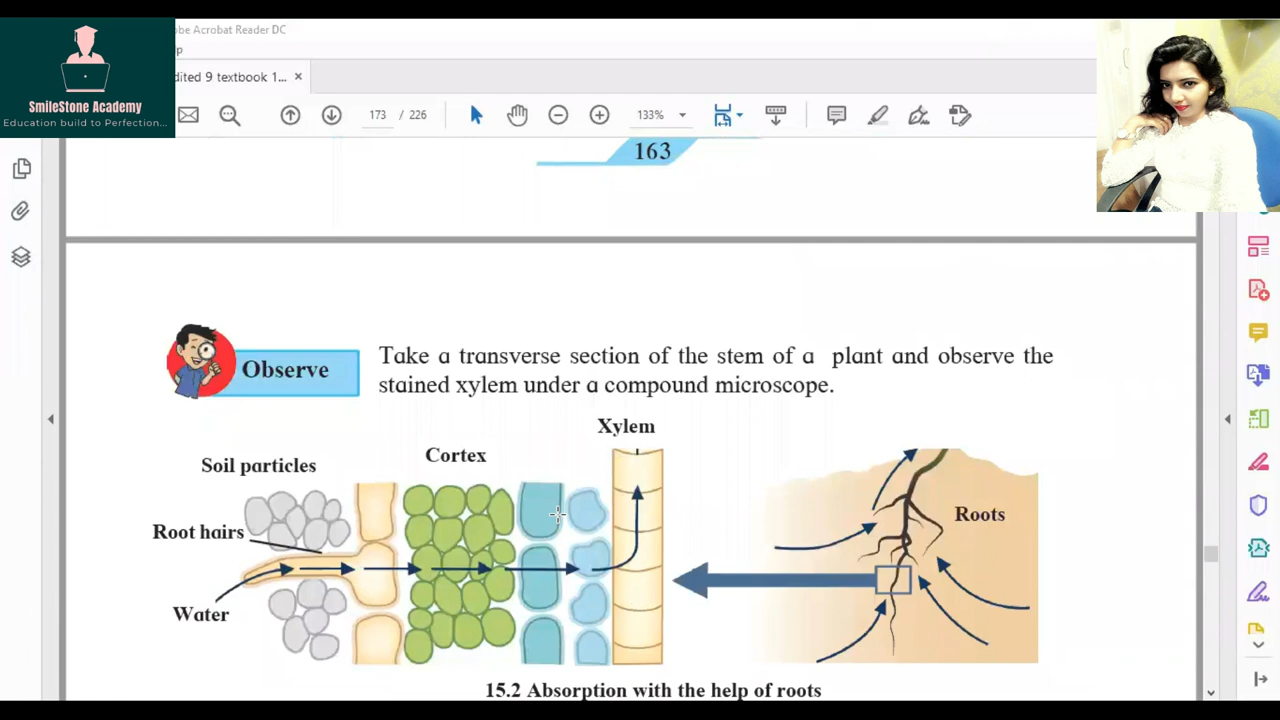 obe Acrobat Reader DC
p
SmileStone Academy
Education build to Perfection...
dited 9 textbook 1... ×
173 / 226
133%
163
Observe
Take a transverse section of the stem of a plant and observe the
stained xylem under a compound microscope.
Xylem
Cortex
Soil particles
Root hairs
Water
Roots
15.2 Absorption with the help of roots